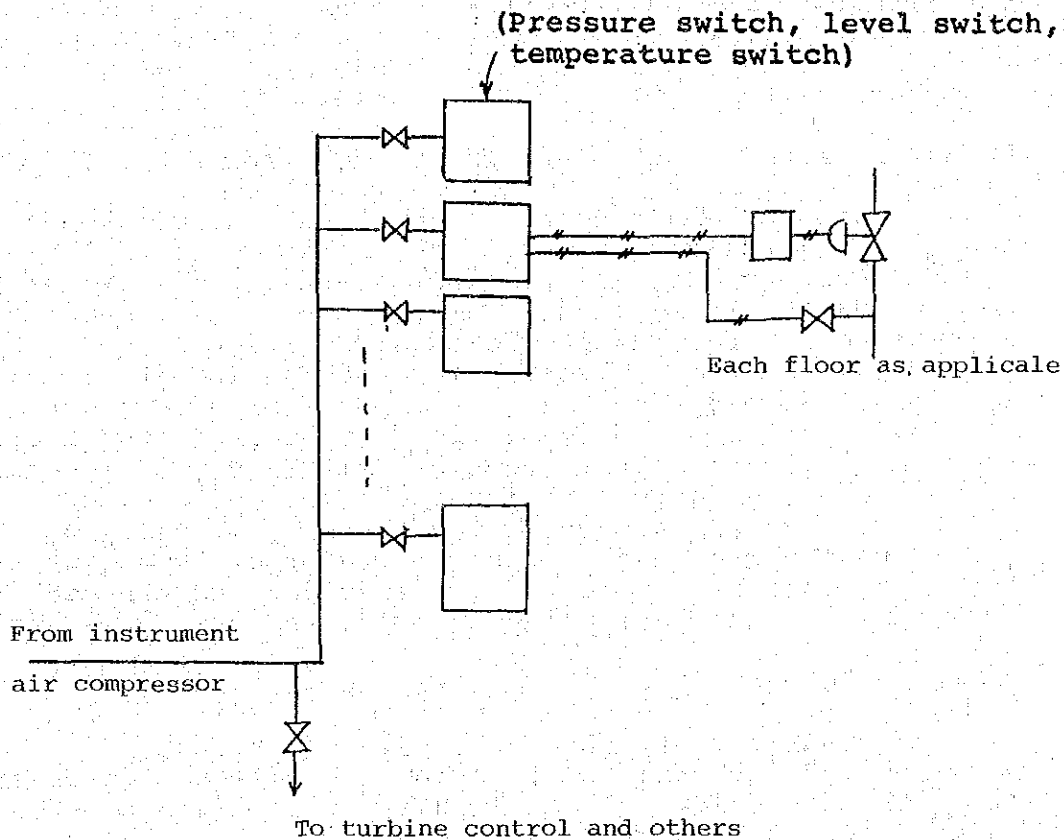 (Pressure switch, level switch,
temperature switch)
Each floor as applicale
From instrument
air compressor
To turbine control and others